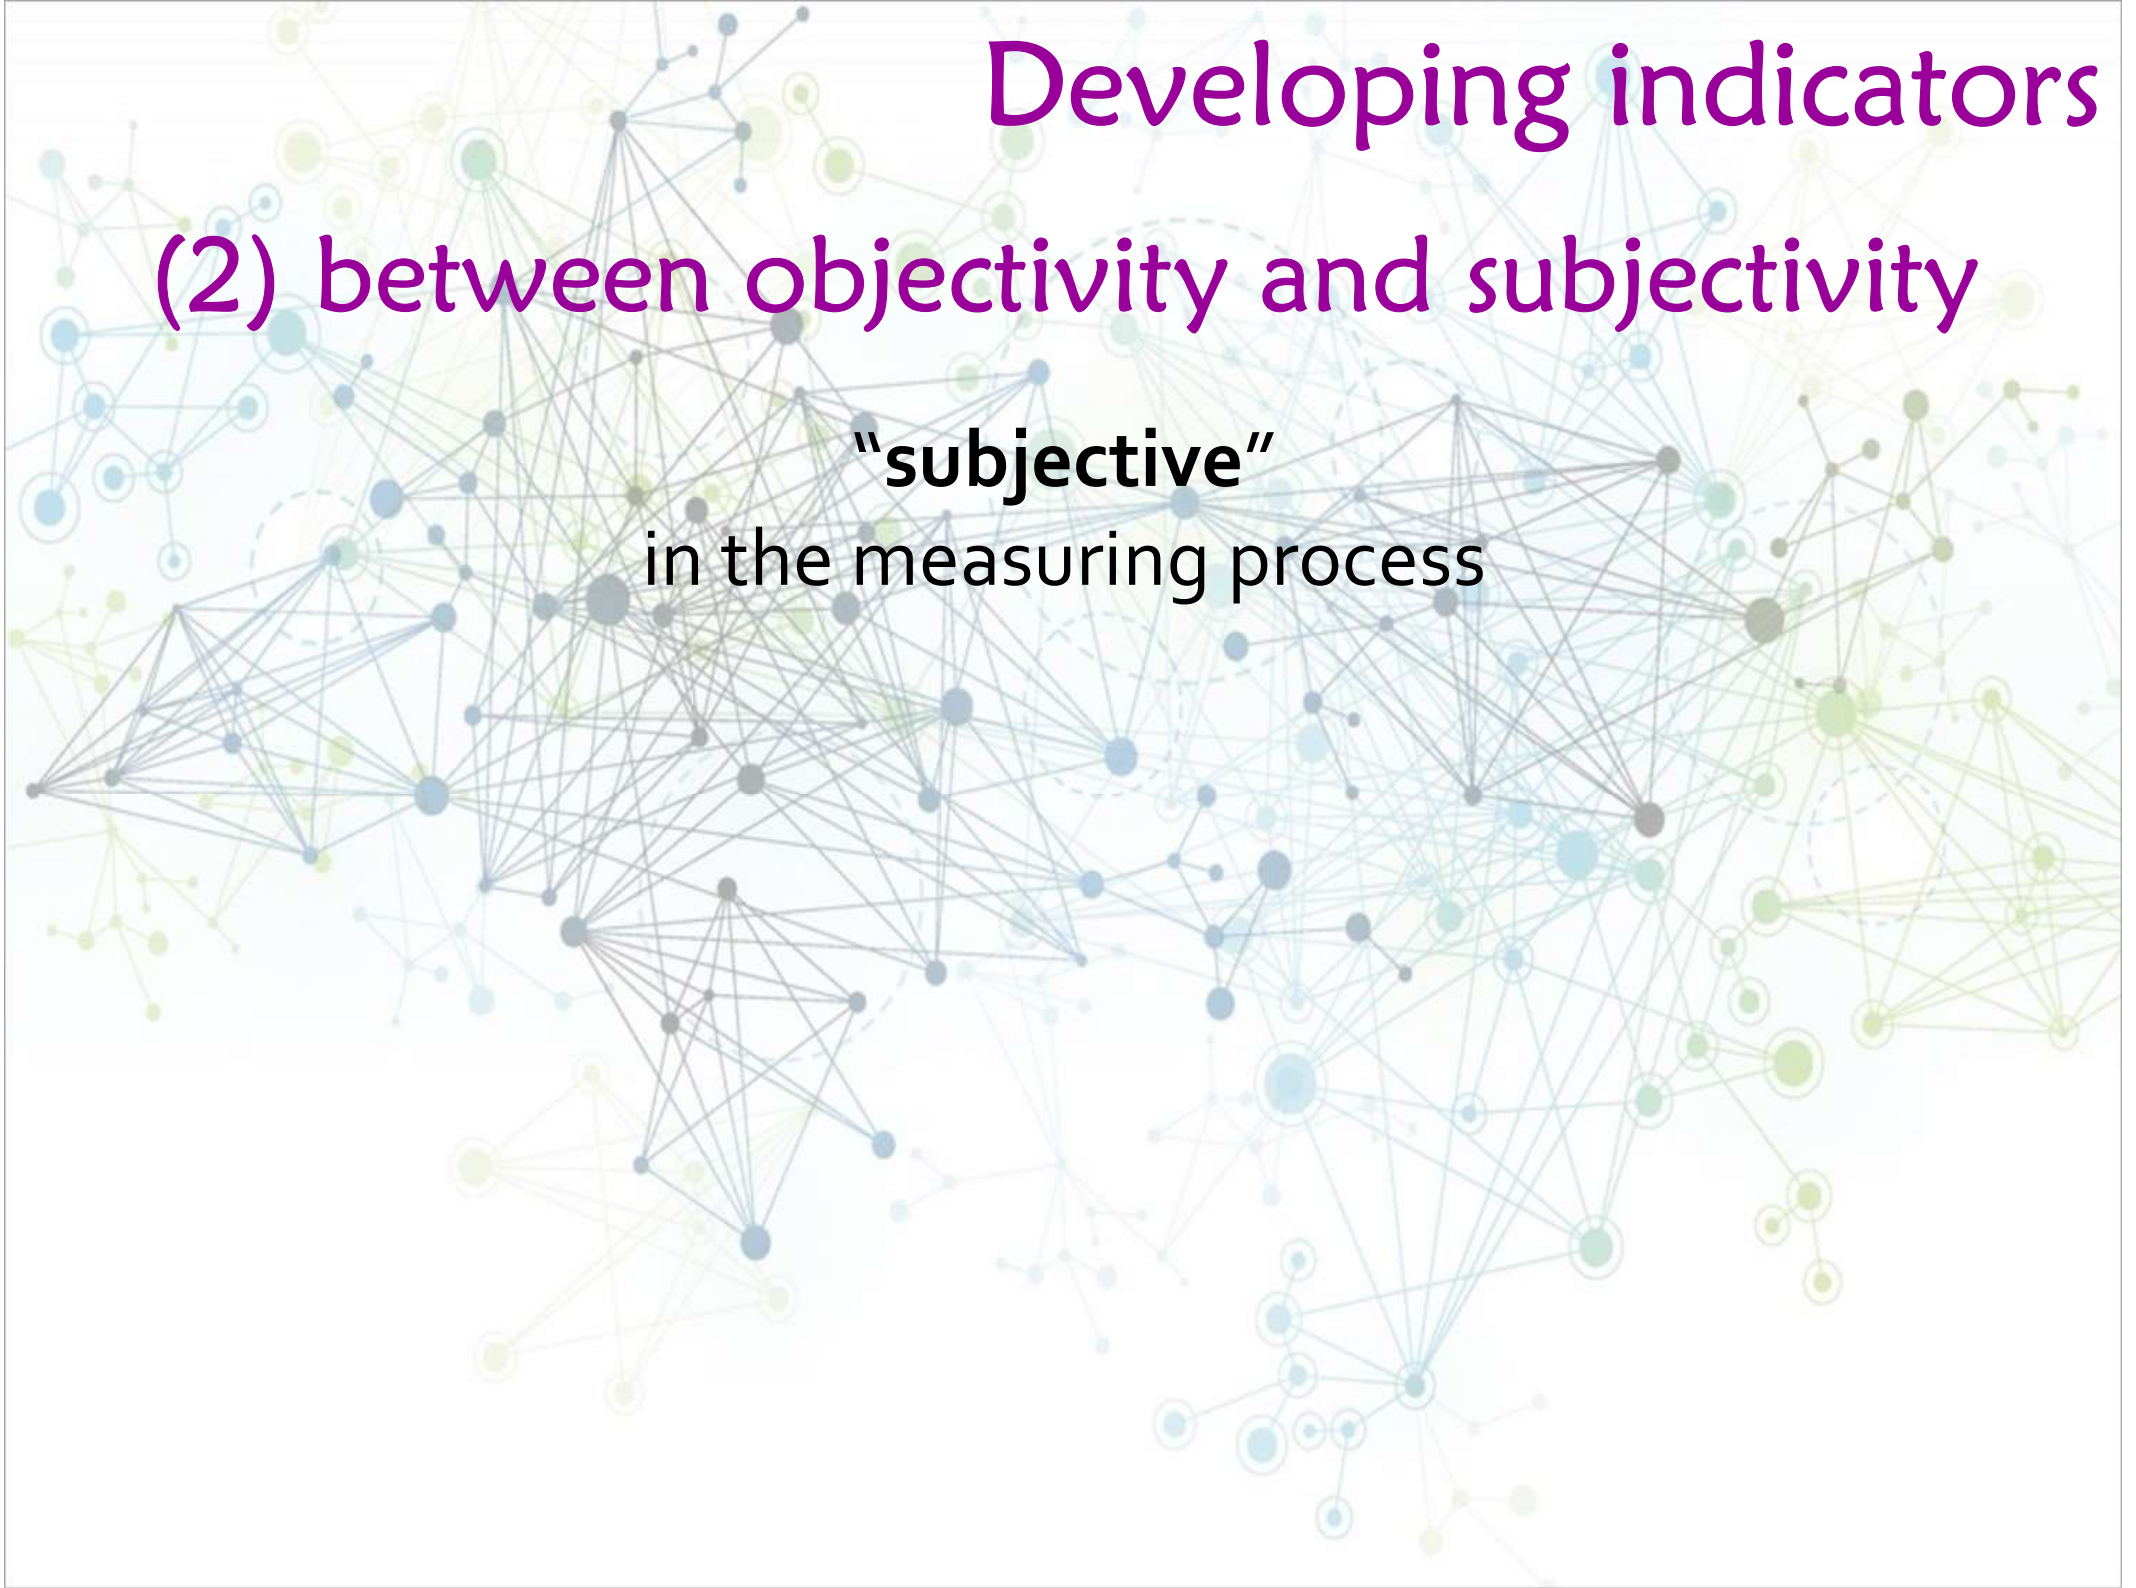 Developing indicators
(2) between objectivity and subjectivity
“subjective”
in the measuring process